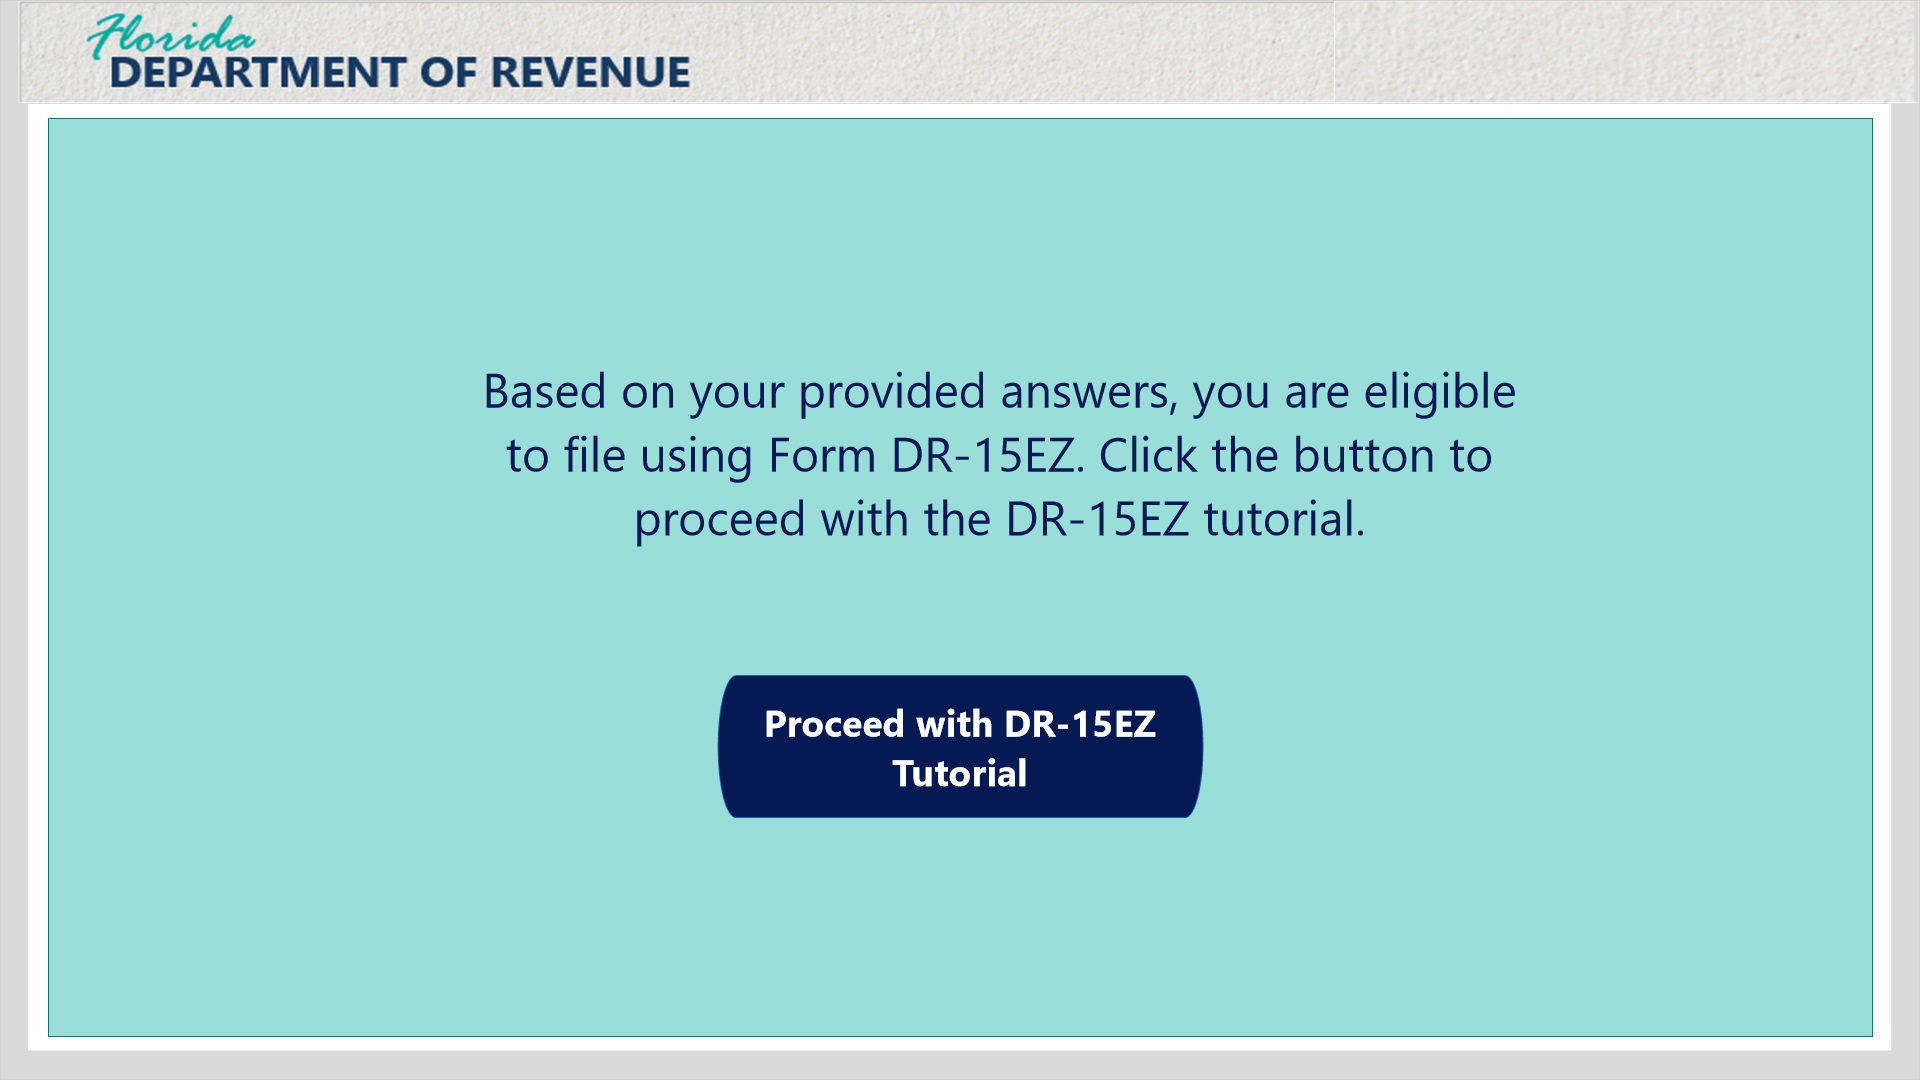 Florida
DEPARTMENT OF REVENUE
Based on your provided answers, you are eligible
to file using Form DR-15EZ. Click the button to
proceed with the DR-15EZ tutorial.
Proceed with DR-15EZ
Tutorial